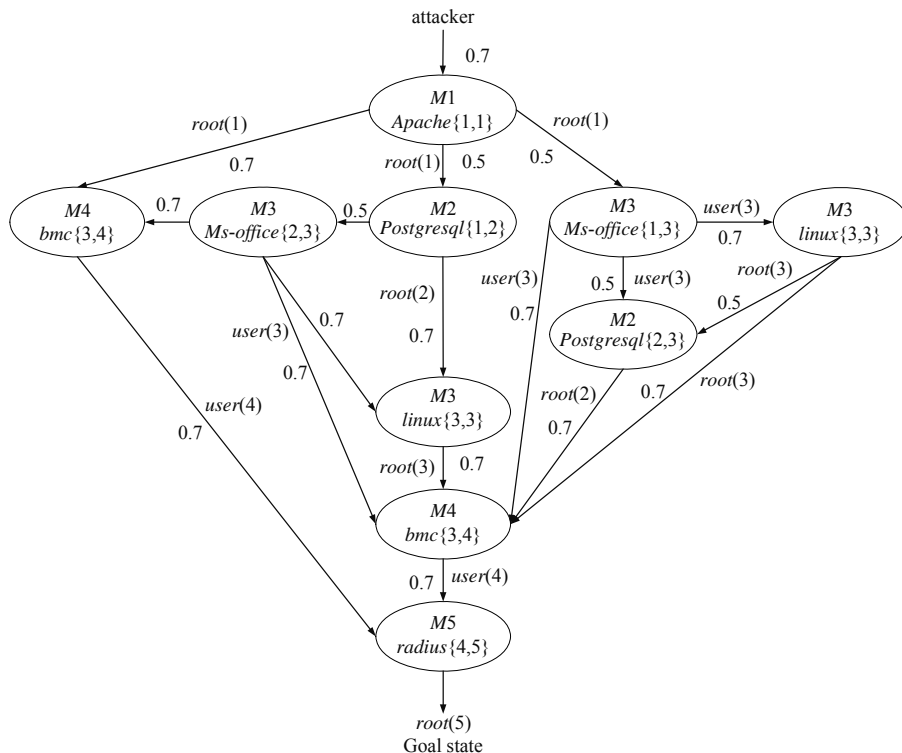 attacker
0.7
M1
Apache{1,1}
root(1)
0.7
root(1)
0.5
root(1)
0.5
M4
bmc{3,4}
0.7
M3
Ms-office{2,3}
0.5
M2
Postgresql{1,2}
M3
Ms-office{1,3}
user(3)
0.7
M3
linux{3,3}
user(3)
0.7
root(2)
0.7
user(3)
0.7
0.5
user(3)
root(3)
0.5
M2
Postgresql{2,3}
0.7
user(4)
0.7
M3
linux{3,3}
root(2)
0.7
0.7
root(3)
root(3)
0.7
M4
bmc{3,4}
0.7
user(4)
M5
radius{4,5}
root(5)
Goal state